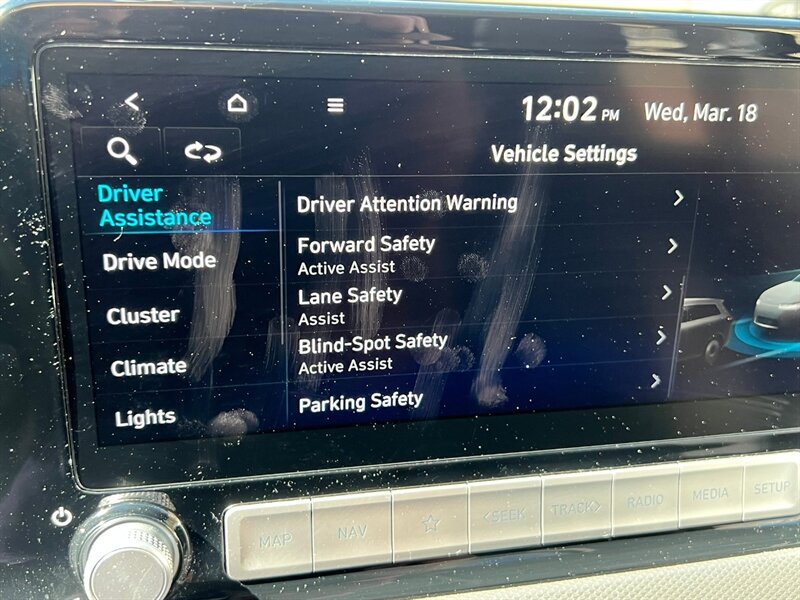 12:02 PM Wed, Mar. 18
Vehicle Settings
Driver
Assistance
Drive Mode
Cluster
Climate
Lights
Driver Attention Warning
Forward Safety
Active Assist
Lane Safety
Assist
Blind-Spot Safety
Active Assist
Parking Safety
MAP
NAV
<SEEK
TRACK>
RADIO
MEDIA
SETUP